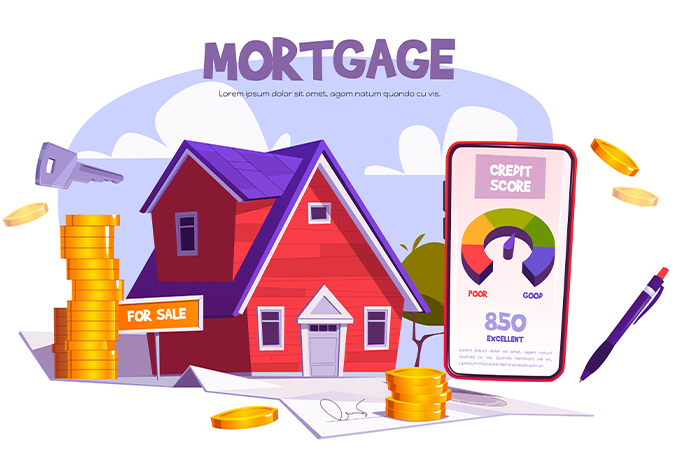 MORTGAGE
Lorem ipsum dolor sit amet, agam natum quando cu vis.
CREDIT
SCORE
POOR GOOD
850
EXCELLENT
FOR SALE